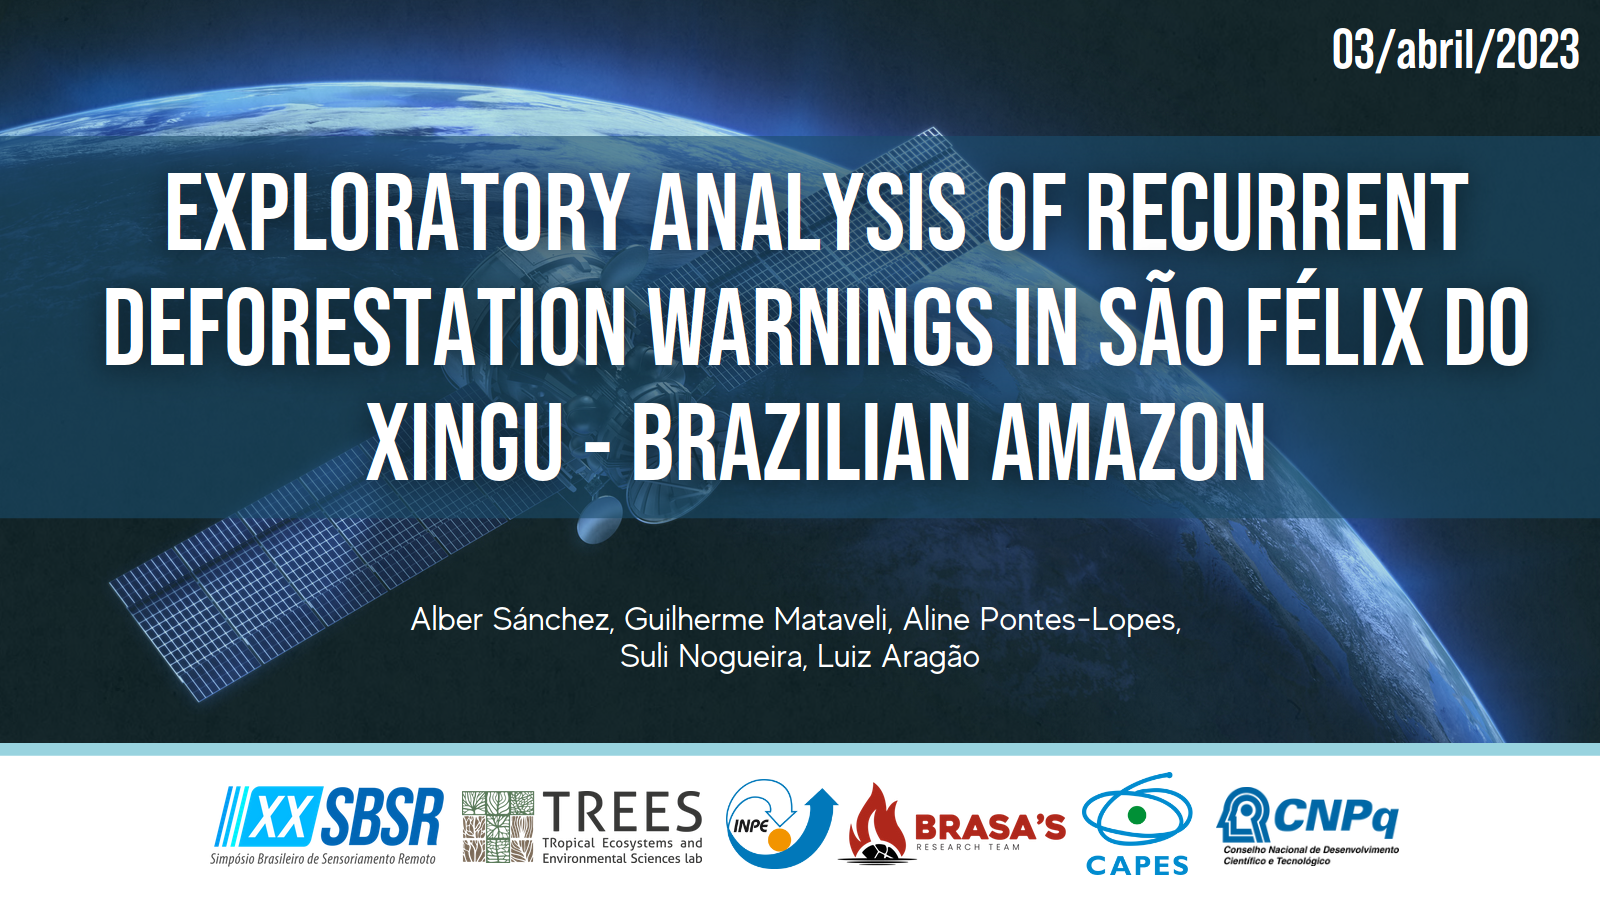 03/abril/2023
EXPLORATORY ANALYSIS OF RECURRENT
DEFORESTATION WARNINGS IN SÃO FÉLIX DO
XINGU - BRAZILIAN AMAZON
Alber Sánchez, Guilherme Mataveli, Aline Pontes-Lopes,
Suli Nogueira, Luiz Aragão
XX SBSR
Simpósio Brasileiro de Sensoriamento Remoto
TREES
TRopical Ecosystems and
Environmental Sciences lab
INPE
BRASA'S
RESEARCH TEAM
CAPES
CNPq
Conselho Nacional de Desenvolvimento
Científico e Tecnológico